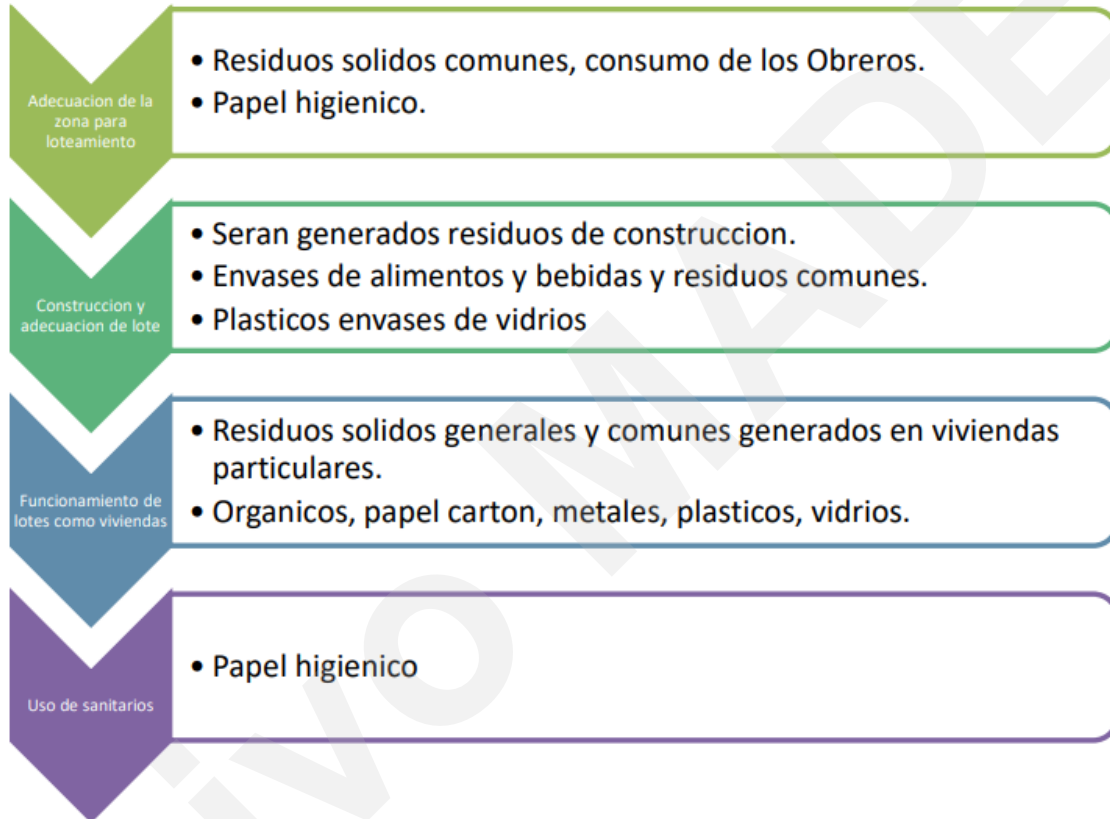 Adecuacion de la
zona para
loteamiento
• Residuos solidos comunes, consumo de los Obreros.
• Papel higienico.
Construccion y
adecuacion de lote
• Seran generados residuos de construccion.
• Envases de alimentos y bebidas y residuos comunes.
• Plasticos envases de vidrios
Funcionamiento de
lotes como viviendas
• Residuos solidos generales y comunes generados en viviendas
particulares.
• Organicos, papel carton, metales, plasticos, vidrios.
Uso de sanitarios
• Papel higienico
ivo MADE